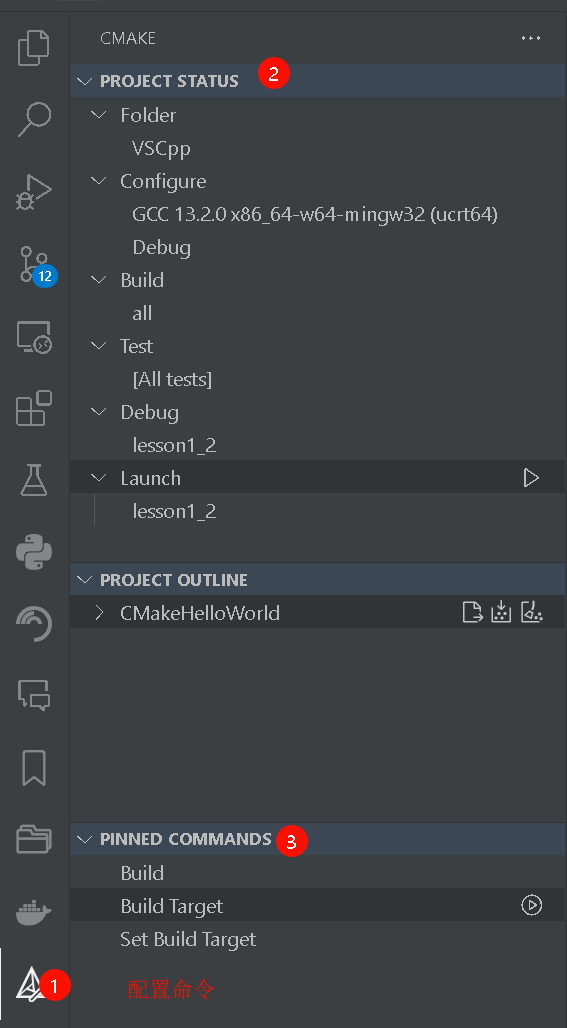 CMAKE
PROJECT STATUS 2
Folder
VSCpp
Configure
GCC 13.2.0 x86_64-w64-mingw32 (ucrt64)
Debug
12
Build
all
Test
[All tests]
Debug
lesson1_2
Launch
lesson1_2
PROJECT OUTLINE
CMakeHelloWorld
PINNED COMMANDS 3
Build
Build Target
Set Build Target
1
配置命令